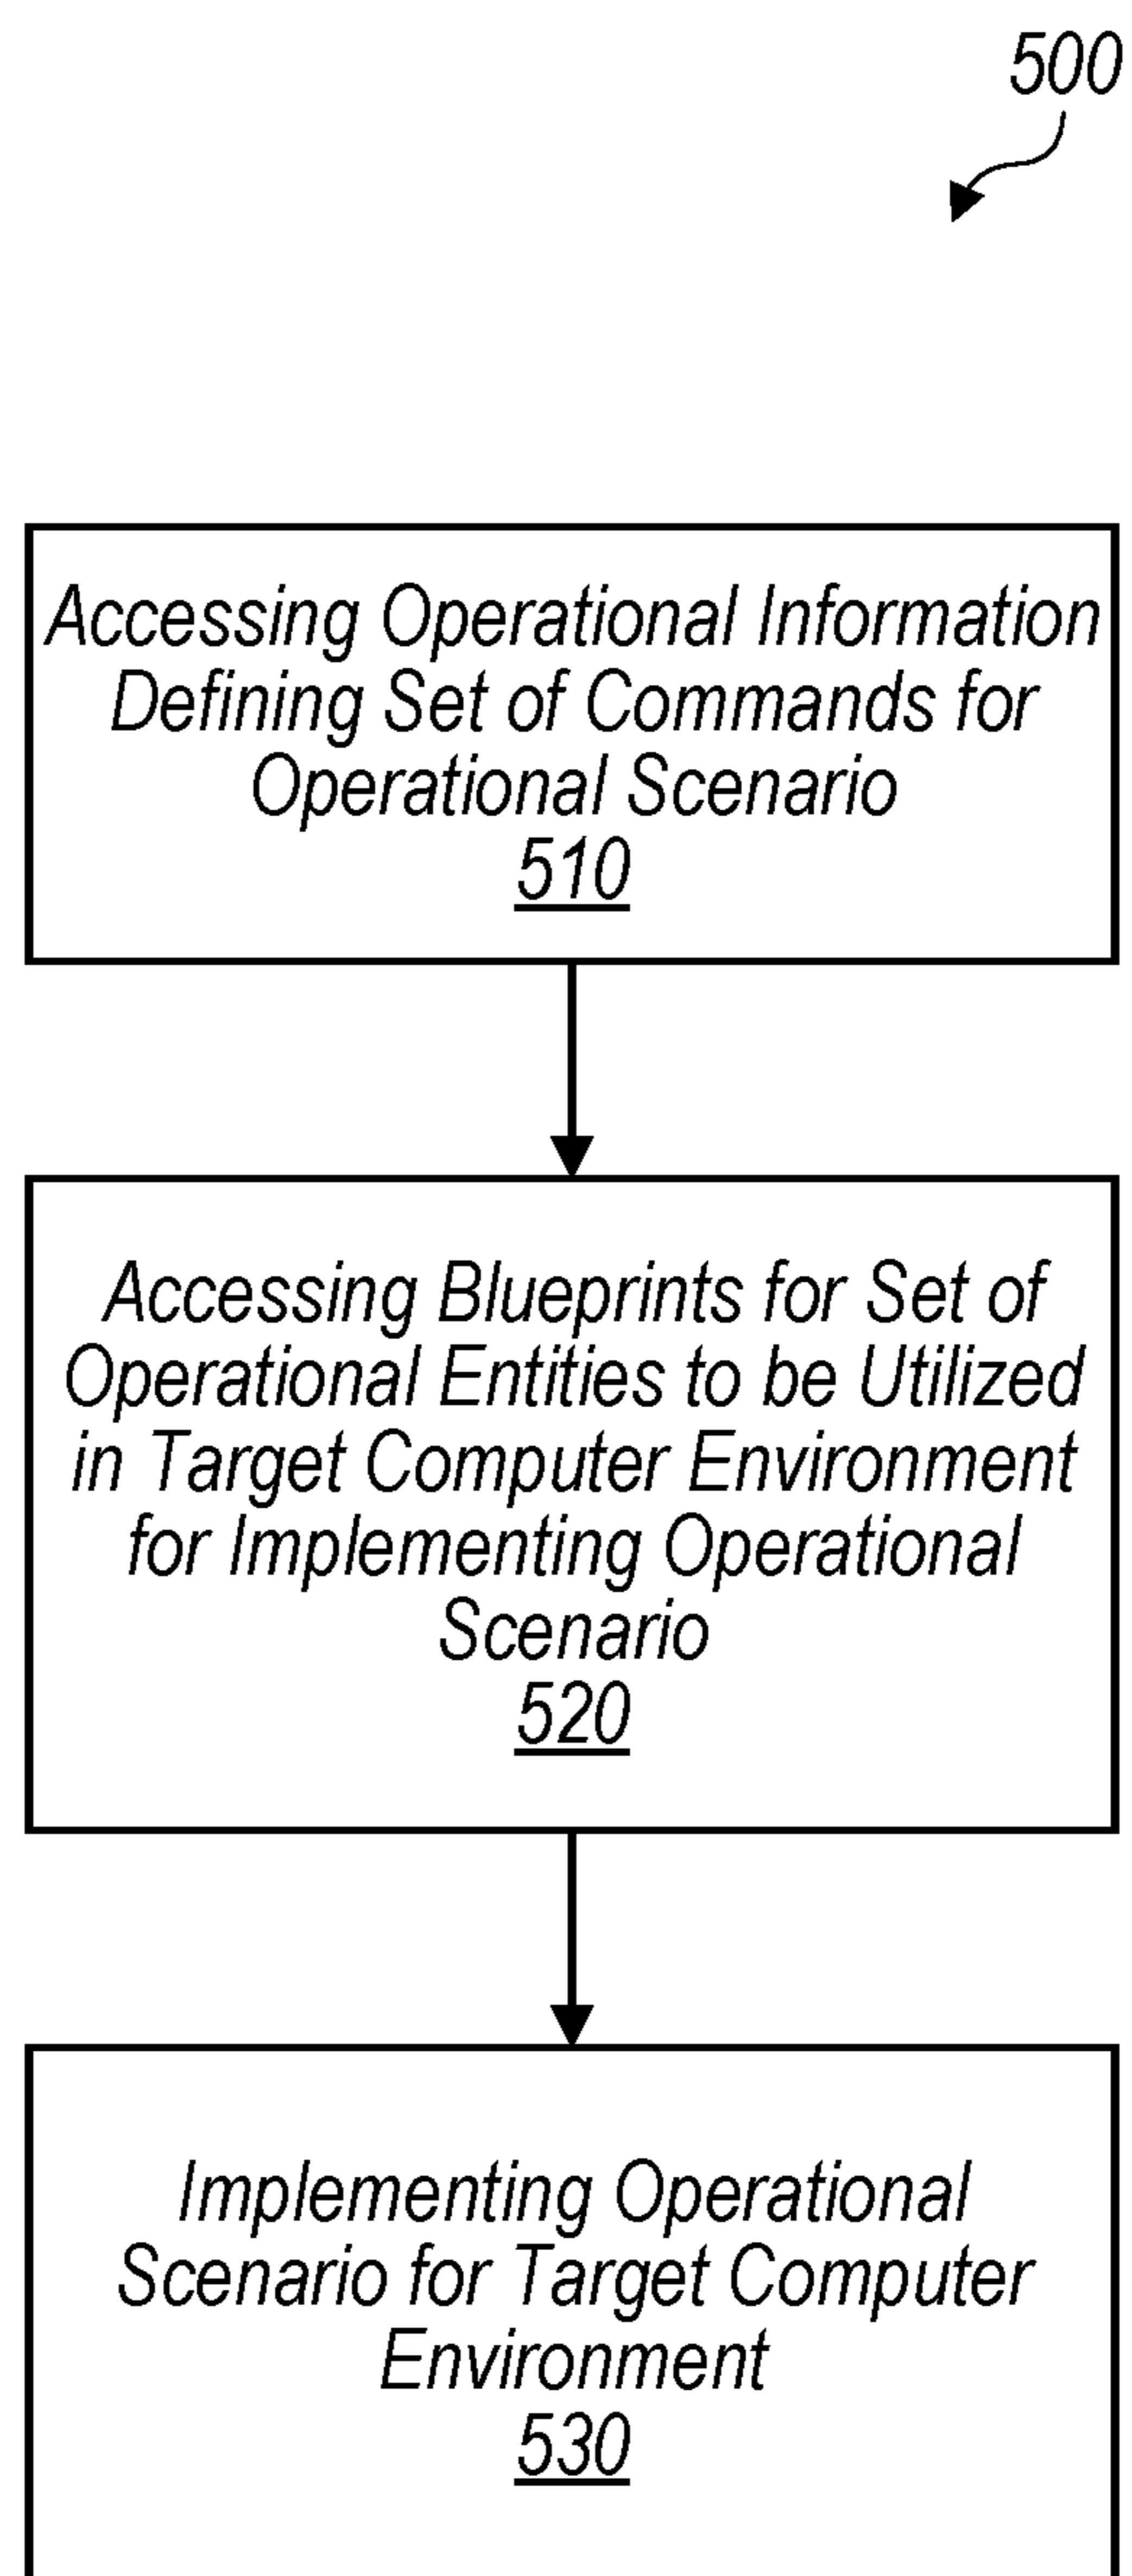 500
Accessing Operational Information
Defining Set of Commands for
Operational Scenario
510
Accessing Blueprints for Set of
Operational Entities to be Utilized
in Target Computer Environment
for Implementing Operational
Scenario
520
Implementing Operational
Scenario for Target Computer
Environment
530